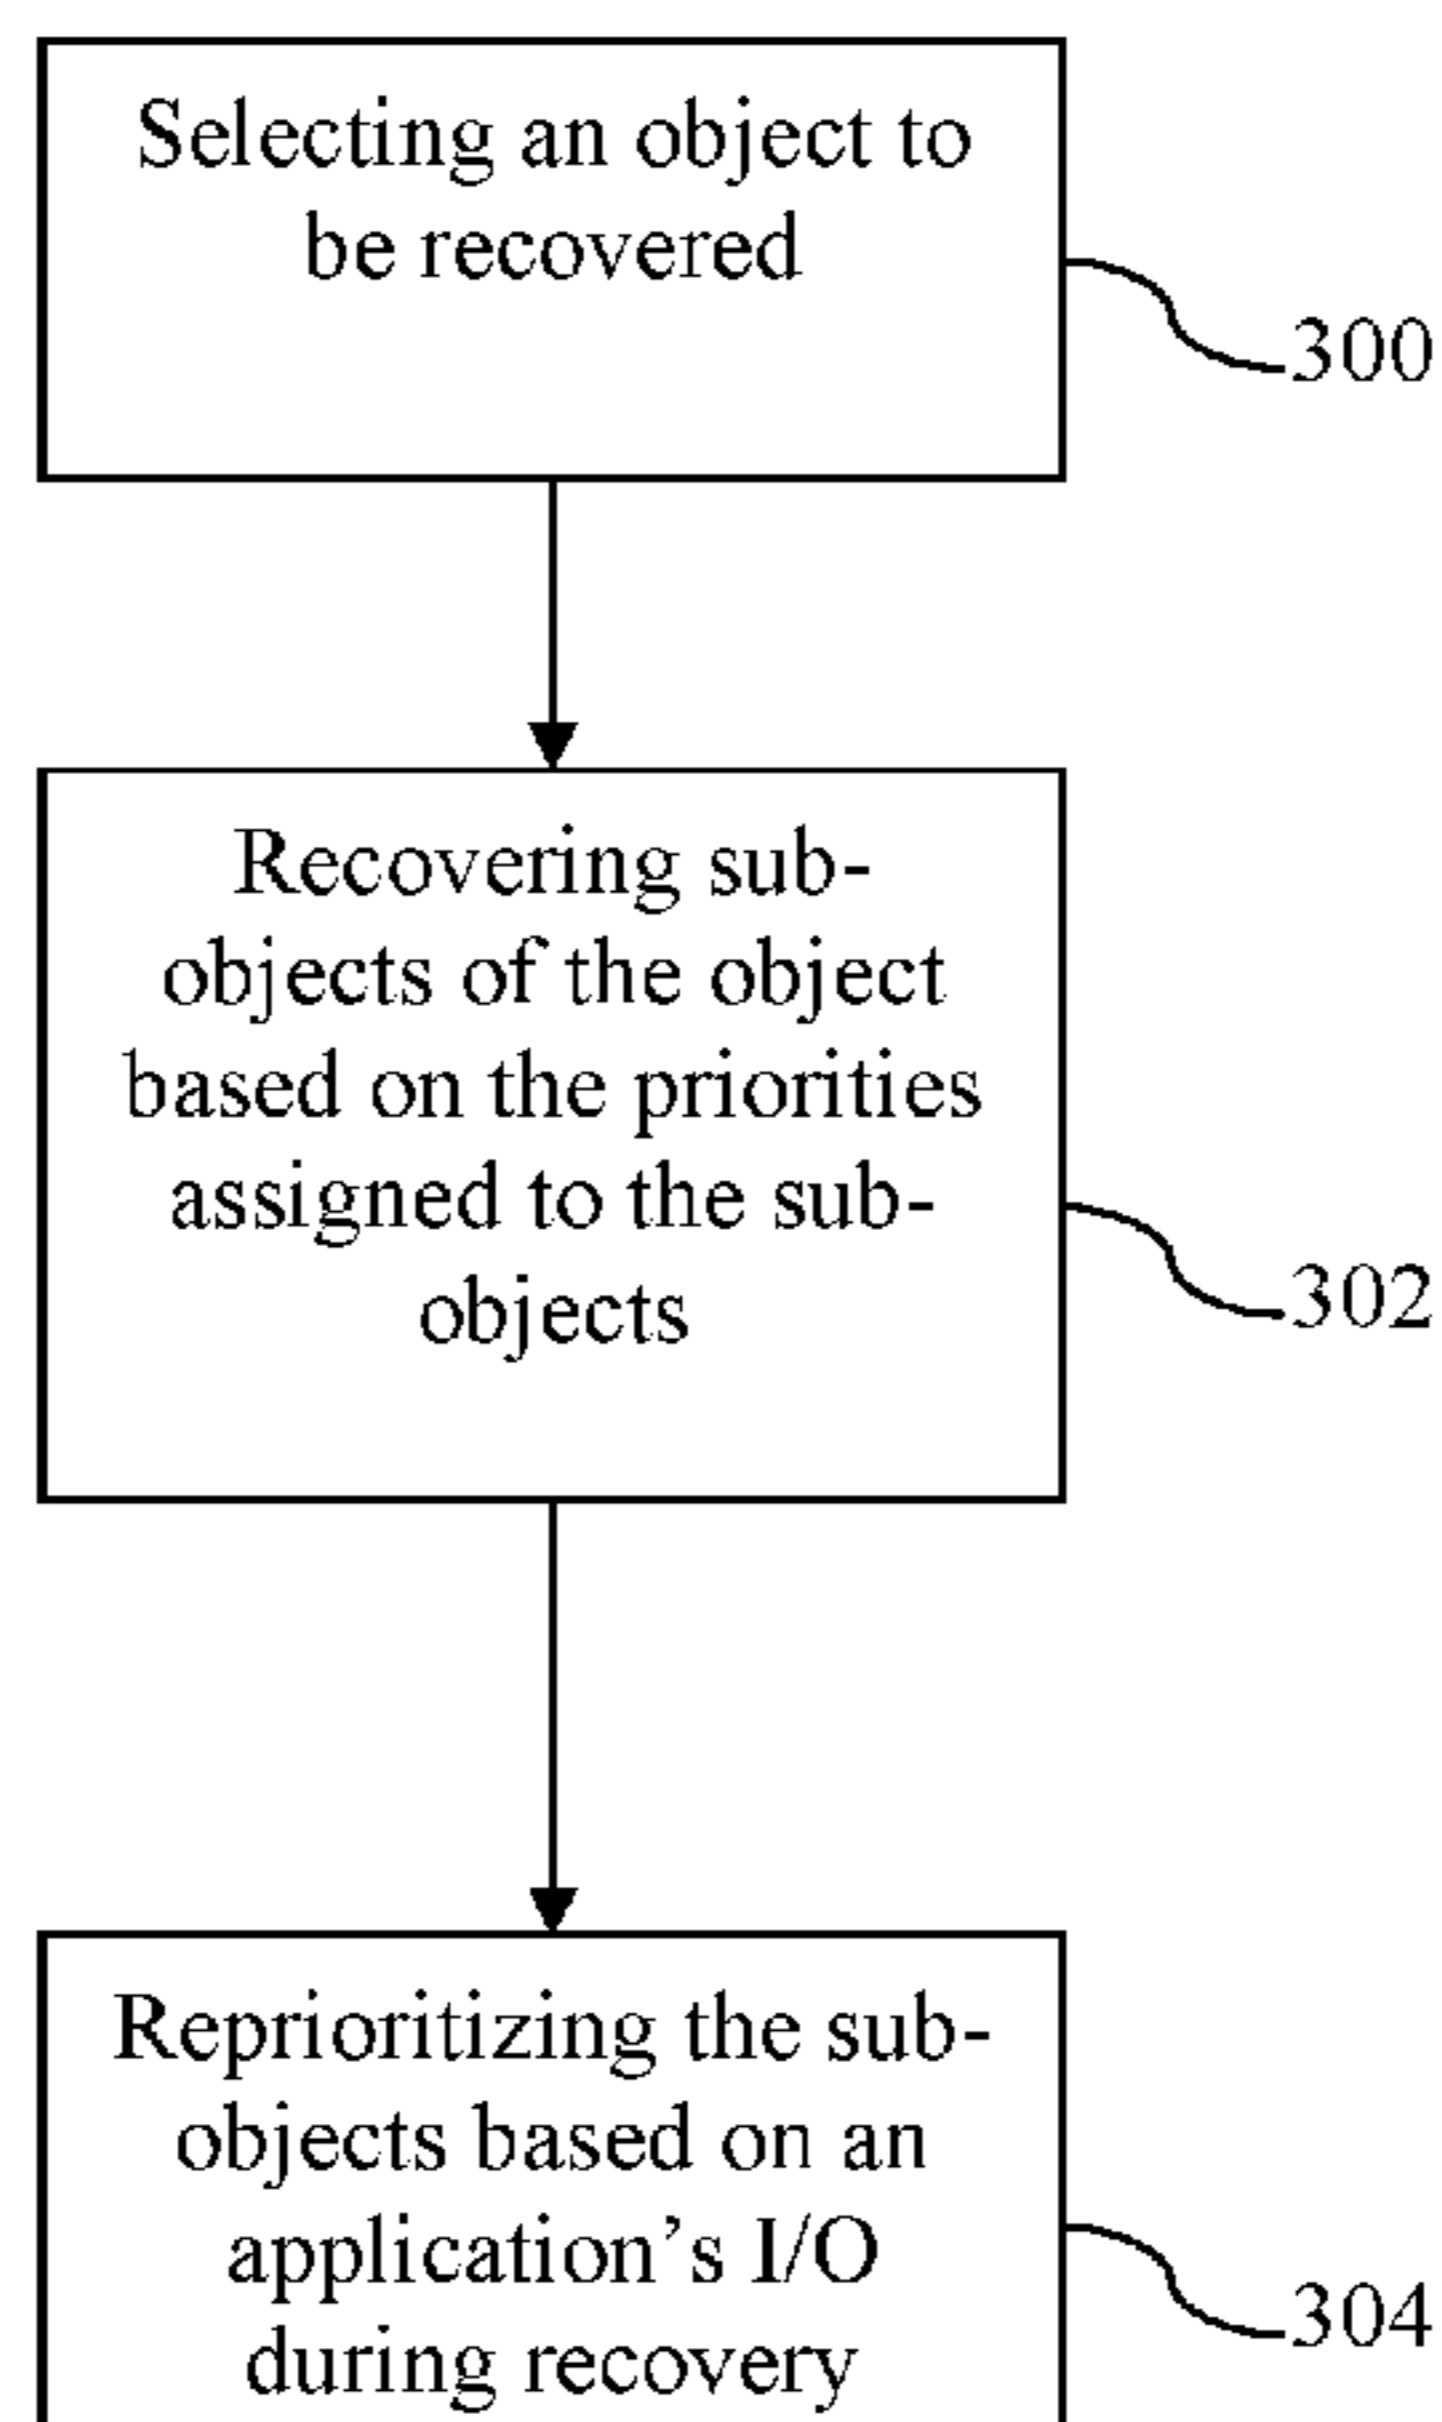 Selecting an object to
be recovered
300
Recovering sub-
objects of the object
based on the priorities
assigned to the sub-
objects
302
Reprioritizing the sub-
objects based on an
application’s I/O
during recovery
304